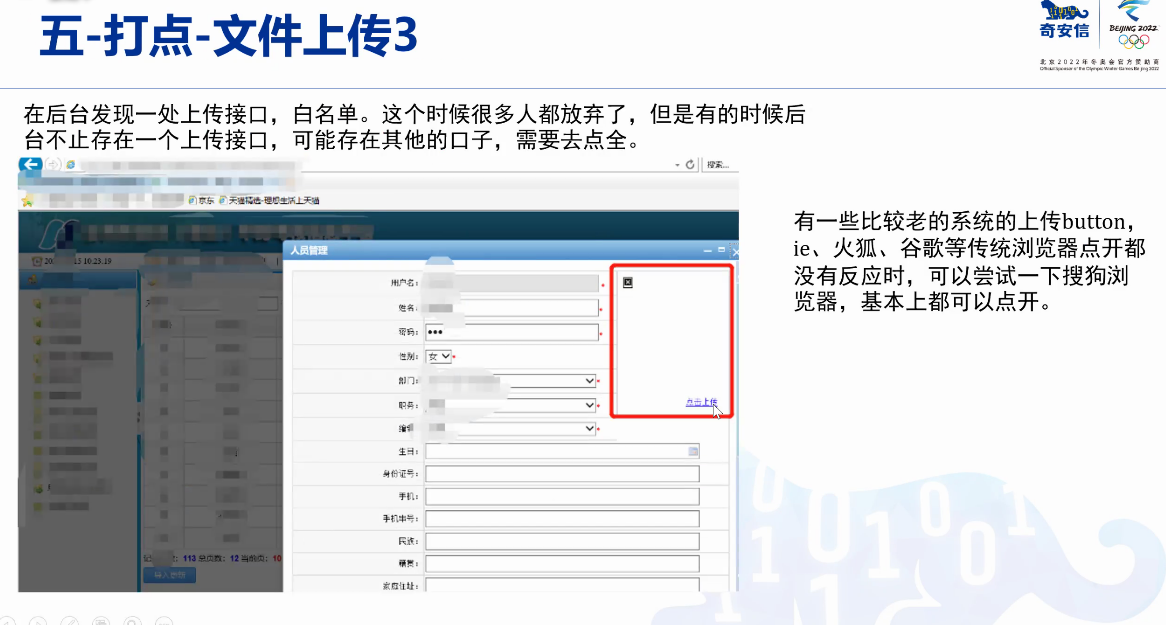 五-打点-文件上传3
奇安信
BEIJING 2022
北京2022年冬奥会官方赞助商
Official Sponsor of the Olympic Winter Games Beijing 2022
在后台发现一处上传接口，白名单。这个时候很多人都放弃了，但是有的时候后
台不止存在一个上传接口，可能存在其他的口子，需要去点全。
搜索...
京东 天猫精选-理想生活上天猫
15 10:23:19
人员管理
用户名：
姓名：
密码：
性别： 女
部门：
职务：
编
生日：
身份证号：
手机：
手机串号：
民族：
籍贯：
家庭住址：
点击上传
113 总页数：12 当前页：10
导入
有一些比较老的系统的上传button，
ie、火狐、谷歌等传统浏览器点开都
没有反应时，可以尝试一下搜狗浏
览器，基本上都可以点开。